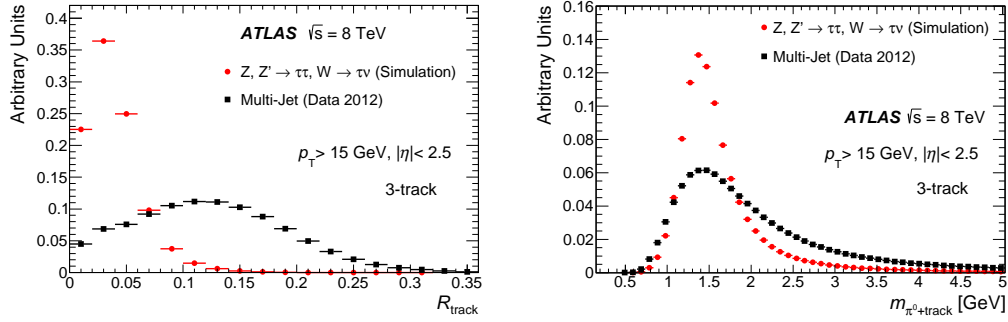 Arbitrary Units
0.4
0.35
0.3
0.25
0.2
0.15
0.1
0.05
0
ATLAS √s = 8 TeV
Z, Z' → ττ, W → τν (Simulation)
Multi-Jet (Data 2012)
p_T > 15 GeV, |η| < 2.5
3-track
0 0.05 0.1 0.15 0.2 0.25 0.3 0.35
R_track
Arbitrary Units
0.16
0.14
0.12
0.1
0.08
0.06
0.04
0.02
0
Z, Z' → ττ, W → τν (Simulation)
Multi-Jet (Data 2012)
ATLAS √s = 8 TeV
p_T > 15 GeV, |η| < 2.5
3-track
0.5 1 1.5 2 2.5 3 3.5 4 4.5 5
m_π⁰+track [GeV]